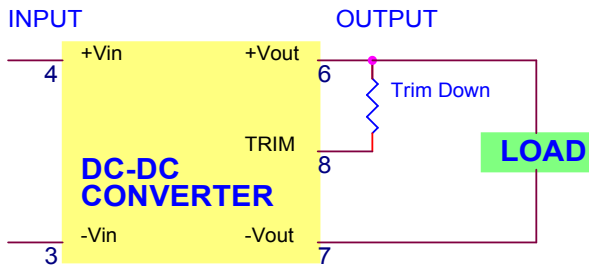 INPUT
OUTPUT
+Vin
+Vout
4
6
Trim Down
TRIM
8
DC-DC
CONVERTER
LOAD
-Vin
-Vout
3
7